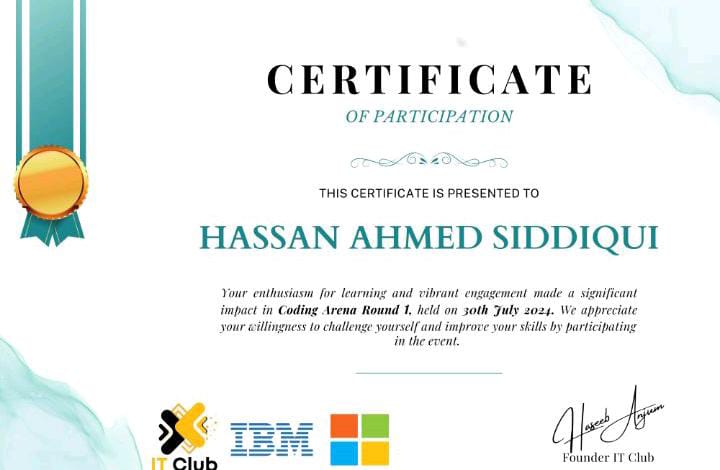 CERTIFICATE
OF PARTICIPATION
THIS CERTIFICATE IS PRESENTED TO
HASSAN AHMED SIDDIQUI
Your enthusiasm for learning and vibrant engagement made a significant
impact in Coding Arena Round 1, held on 30th July 2024. We appreciate
your willingness to challenge yourself and improve your skills by participating
in the event.
IT Club
IBM
Haseeb Anjum
Founder IT Club